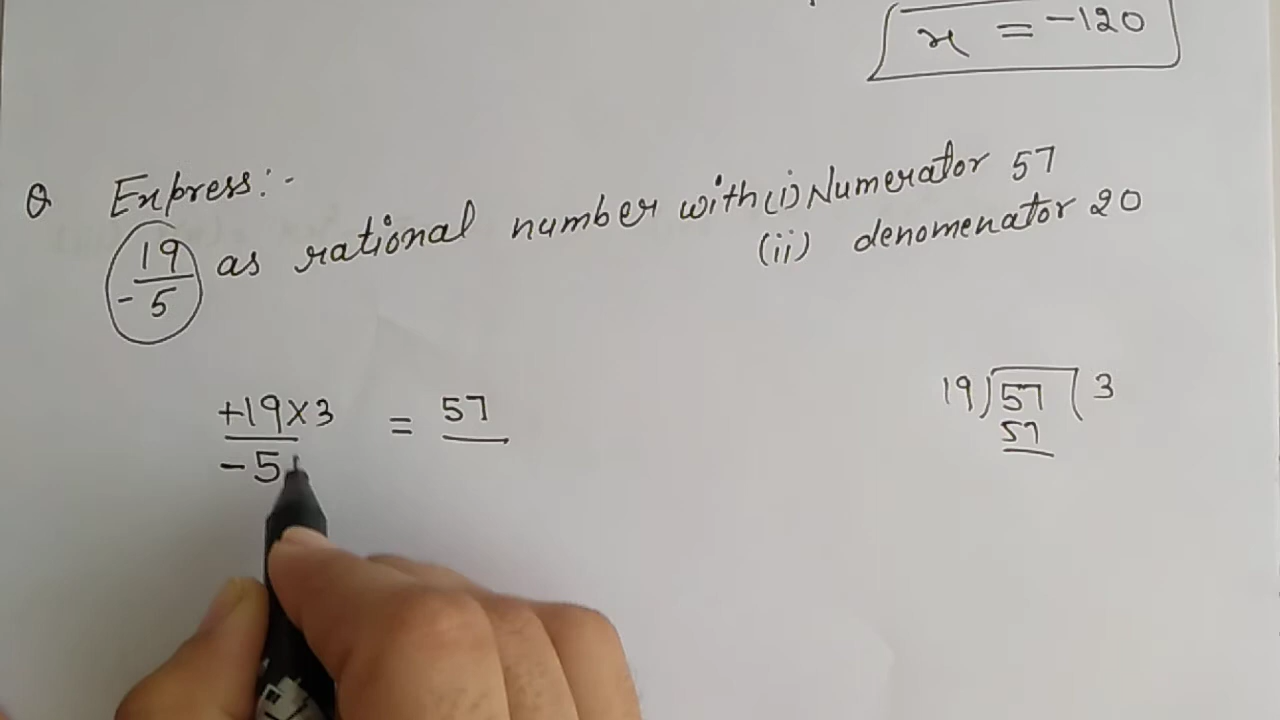 x = -120
Q Express:-
19/-5 as rational number with (i) Numerator 57
(ii) denomenator 20
+19×3/-5 = 57
19)57(3
57